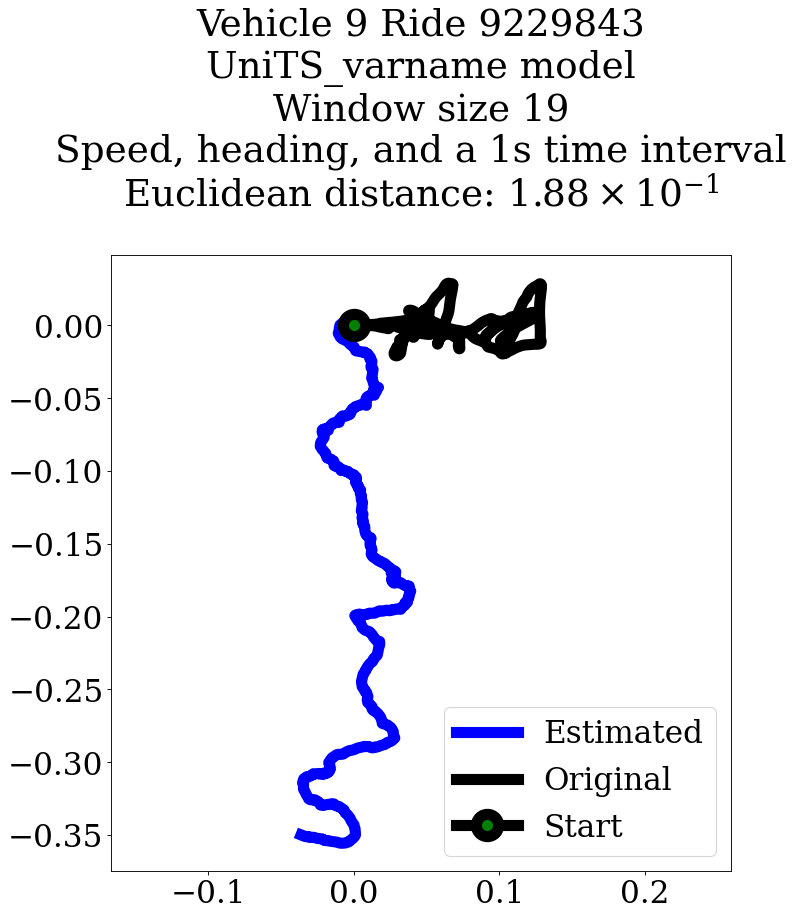 Vehicle 9 Ride 9229843
UniTS_varname model
Window size 19
Speed, heading, and a 1s time interval
Euclidean distance: 1.88 × 10⁻¹
0.00
−0.05
−0.10
−0.15
−0.20
−0.25
−0.30
−0.35
Estimated
Original
Start
−0.1
0.0
0.1
0.2